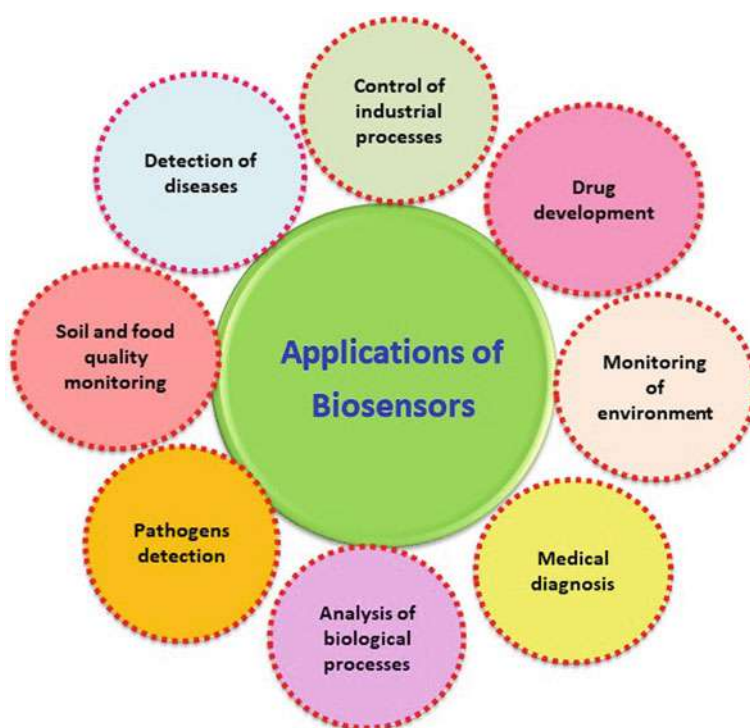 Control of
industrial
processes
Drug
development
Monitoring
of
environment
Medical
diagnosis
Analysis of
biological
processes
Pathogens
detection
Soil and food
quality
monitoring
Detection of
diseases
Applications of
Biosensors